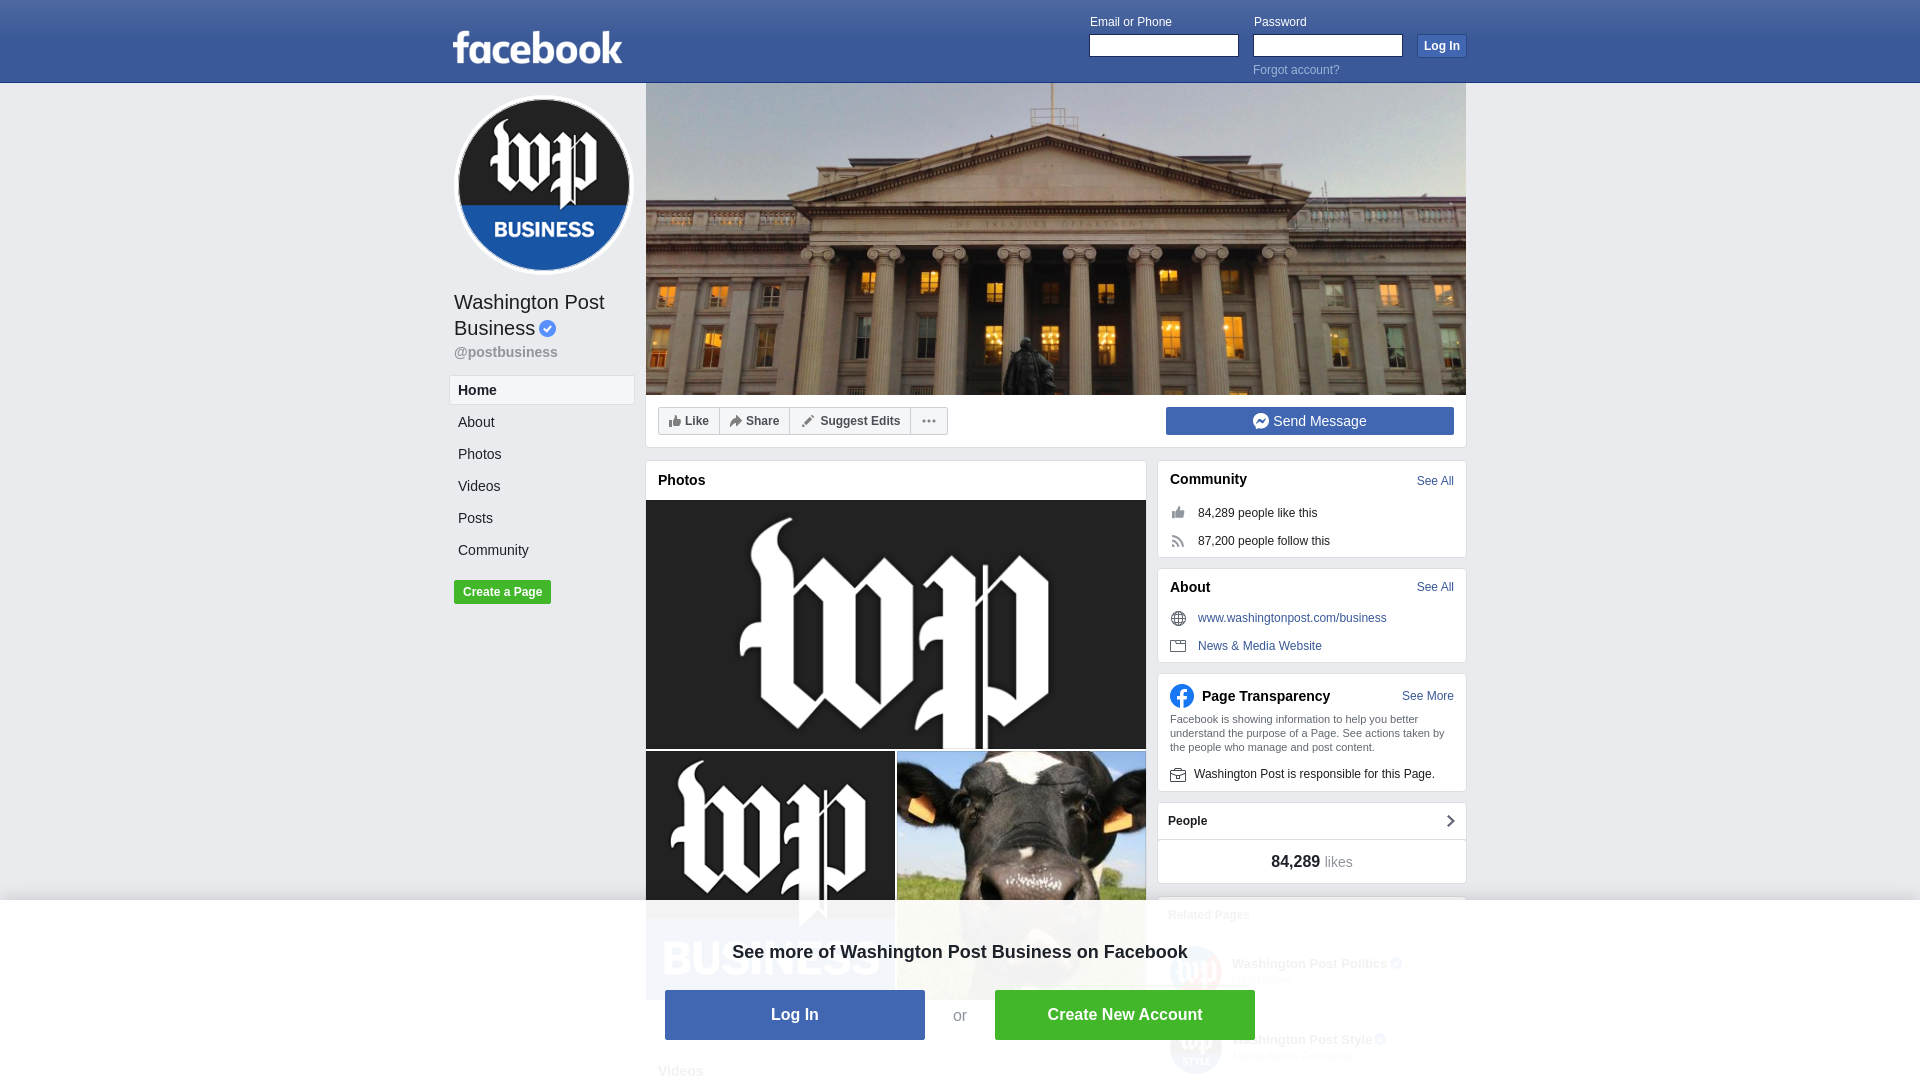 facebook
Email or Phone
Password
Log In
Forgot account?
wp
BUSINESS
Washington Post
Business
@postbusiness
Home
About
Photos
Videos
Posts
Community
Create a Page
Like
Share
Suggest Edits
Send Message
Photos
wp
wp
BUSINESS
Community
See All
84,289 people like this
87,200 people follow this
About
See All
www.washingtonpost.com/business
News & Media Website
Page Transparency
See More
Facebook is showing information to help you better
understand the purpose of a Page. See actions taken by
the people who manage and post content.
Washington Post is responsible for this Page.
People
84,289 likes
Related Pages
wp
Washington Post Politics
wp
STYLE
Washington Post Style
See more of Washington Post Business on Facebook
Log In
or
Create New Account
Videos